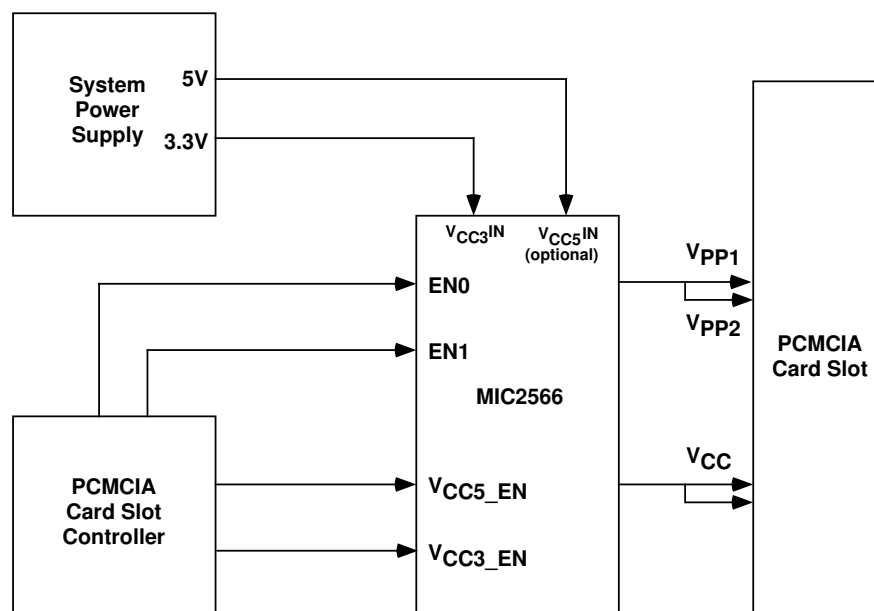 System
Power
Supply
5V
3.3V
VCC3IN
VCC5IN
(optional)
EN0
EN1
MIC2566
VCC5_EN
VCC3_EN
PCMCIA
Card Slot
Controller
VPP1
VPP2
VCC
PCMCIA
Card Slot